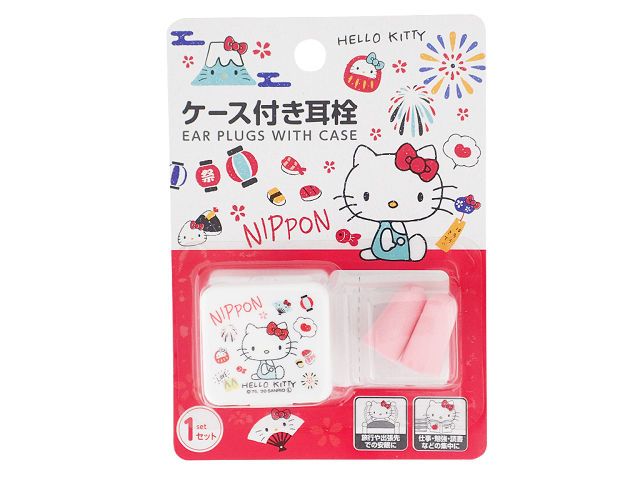 HELLO KITTY
ケース付き耳栓
EAR PLUGS WITH CASE
祭
NIPPON
NIPPON
HELLO KITTY
1set
セット
旅行や出張先
での安眠に
仕事・勉強・読書
などの集中に